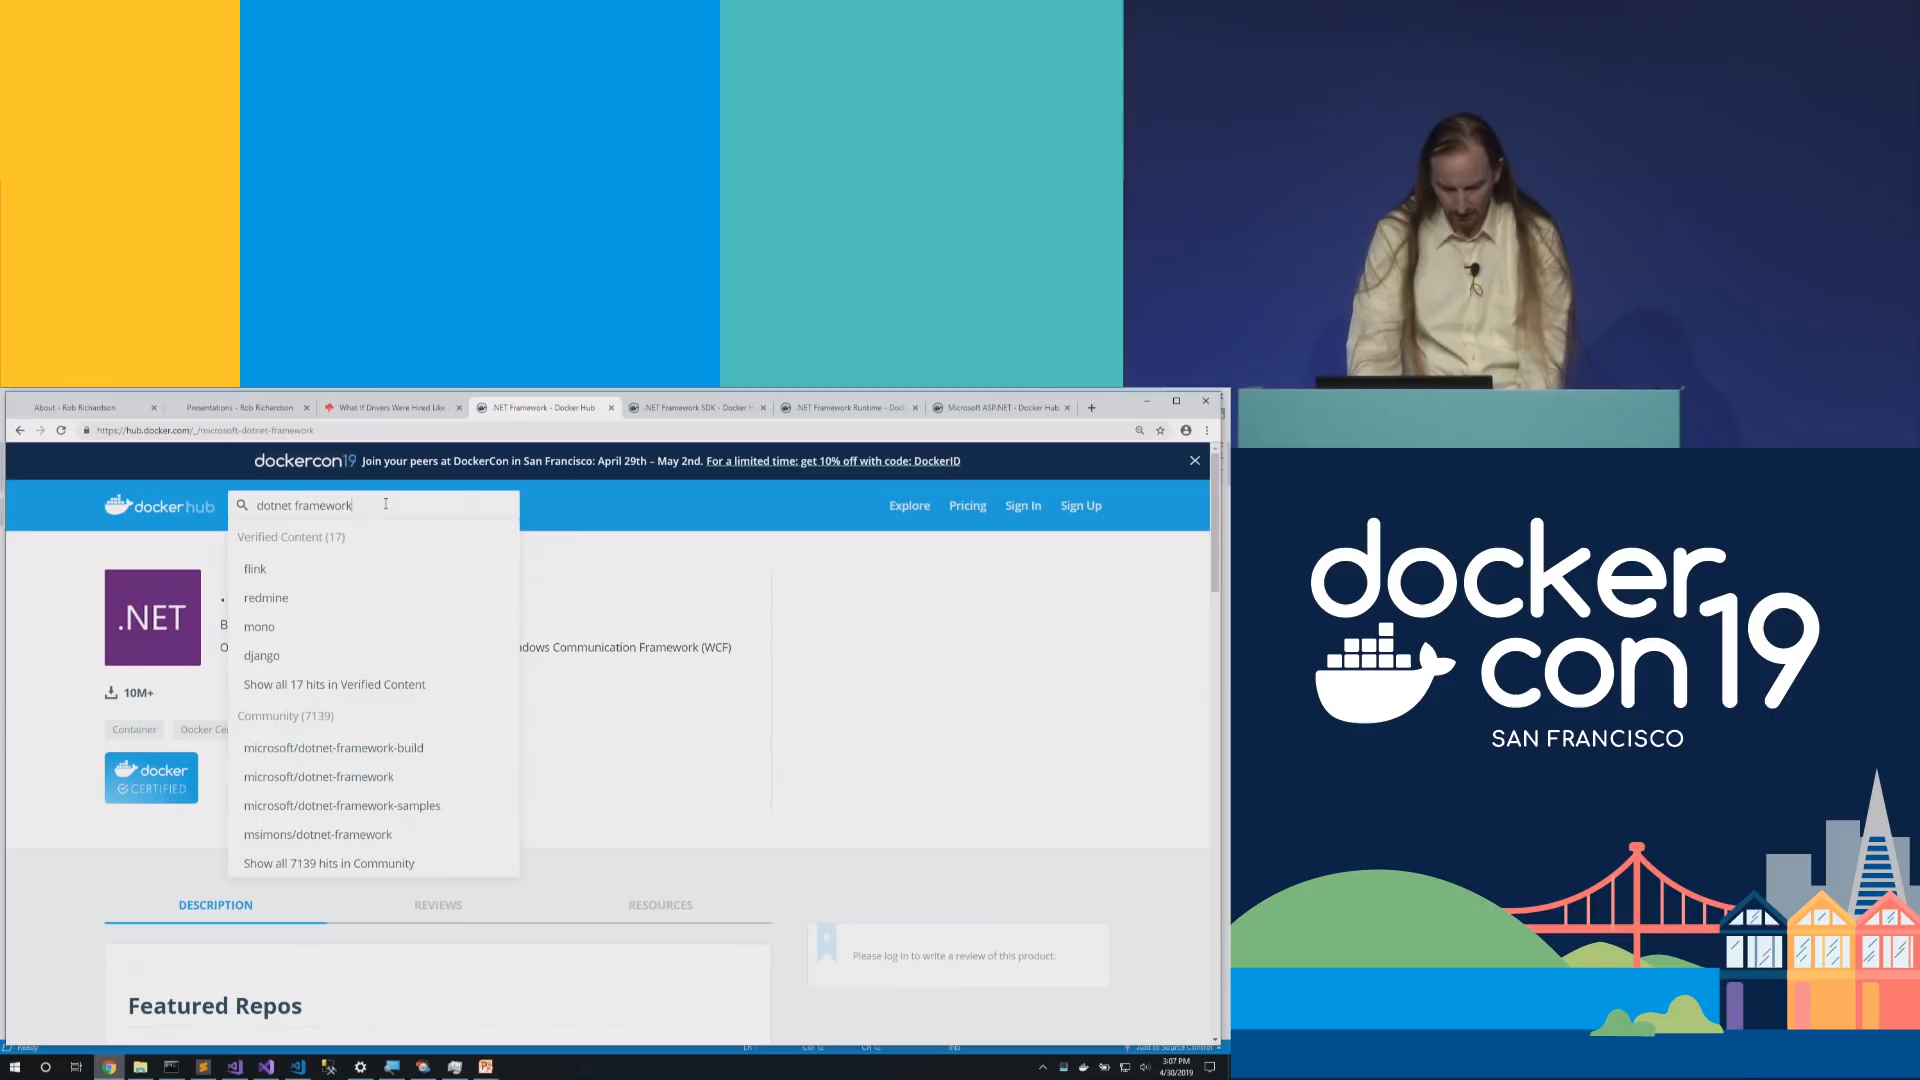 About - Rob Richardson
Presentations - Rob Richardson
What If Drivers Were Hired Like
.NET Framework - Docker Hub
.NET Framework SDK - Docker H
.NET Framework Runtime - Dock
Microsoft ASP.NET - Docker Hub
https://hub.docker.com/_/microsoft-dotnet-framework
dockercon19 Join your peers at DockerCon in San Francisco: April 29th – May 2nd. For a limited time: get 10% off with code: DockerID
docker hub
dotnet framework
Explore
Pricing
Sign In
Sign Up
Verified Content (17)
flink
redmine
mono
django
Show all 17 hits in Verified Content
Community (7139)
microsoft/dotnet-framework-build
microsoft/dotnet-framework
microsoft/dotnet-framework-samples
msimons/dotnet-framework
Show all 7139 hits in Community
.NET
.
B
O
ndows Communication Framework (WCF)
10M+
Container
Docker Cer
docker
CERTIFIED
DESCRIPTION
REVIEWS
RESOURCES
Please log in to write a review of this product.
Featured Repos
Ready
Add to Source Control
3:07 PM
4/30/2019
docker
con19
SAN FRANCISCO